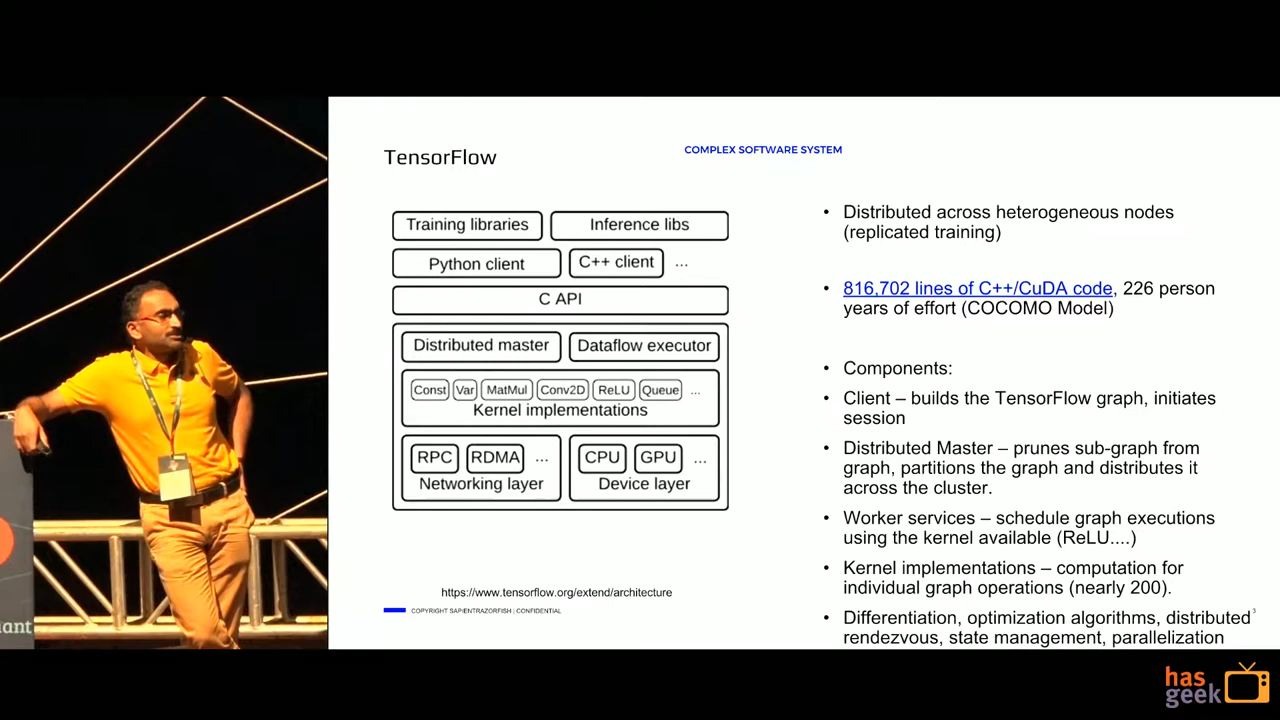 TensorFlow
COMPLEX SOFTWARE SYSTEM
Training libraries
Inference libs
Python client
C++ client
...
C API
Distributed master
Dataflow executor
Const
Var
MatMul
Conv2D
ReLU
Queue
...
Kernel implementations
RPC
RDMA
...
Networking layer
CPU
GPU
...
Device layer
https://www.tensorflow.org/extend/architecture
COPYRIGHT SAPIENTRAZORFISH | CONFIDENTIAL
• Distributed across heterogeneous nodes
(replicated training)
• 816,702 lines of C++/CuDA code, 226 person
years of effort (COCOMO Model)
• Components:
• Client – builds the TensorFlow graph, initiates
session
• Distributed Master – prunes sub-graph from
graph, partitions the graph and distributes it
across the cluster.
• Worker services – schedule graph executions
using the kernel available (ReLU....)
• Kernel implementations – computation for
individual graph operations (nearly 200).
• Differentiation, optimization algorithms, distributed
rendezvous, state management, parallelization
3
iant
has
geek